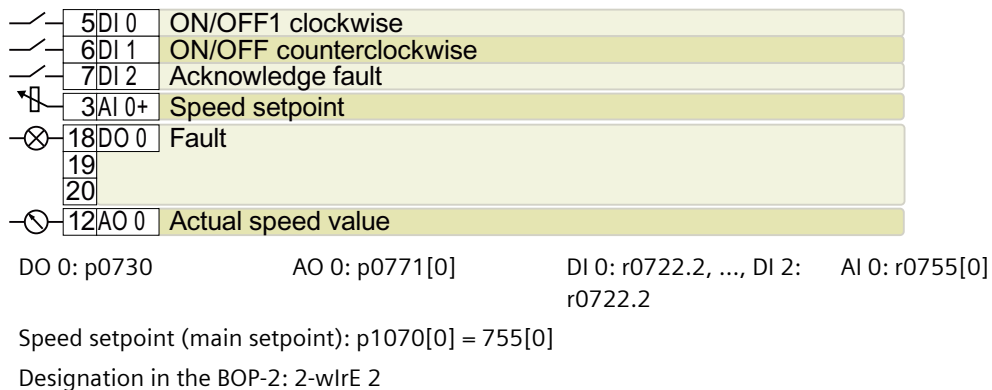 5 DI 0 ON/OFF1 clockwise
6 DI 1 ON/OFF counterclockwise
7 DI 2 Acknowledge fault
3 AI 0+ Speed setpoint
18 DO 0 Fault
19
20
12 AO 0 Actual speed value
DO 0: p0730 AO 0: p0771[0] DI 0: r0722.2, ..., DI 2: AI 0: r0755[0]
r0722.2
Speed setpoint (main setpoint): p1070[0] = 755[0]
Designation in the BOP-2: 2-wIrE 2